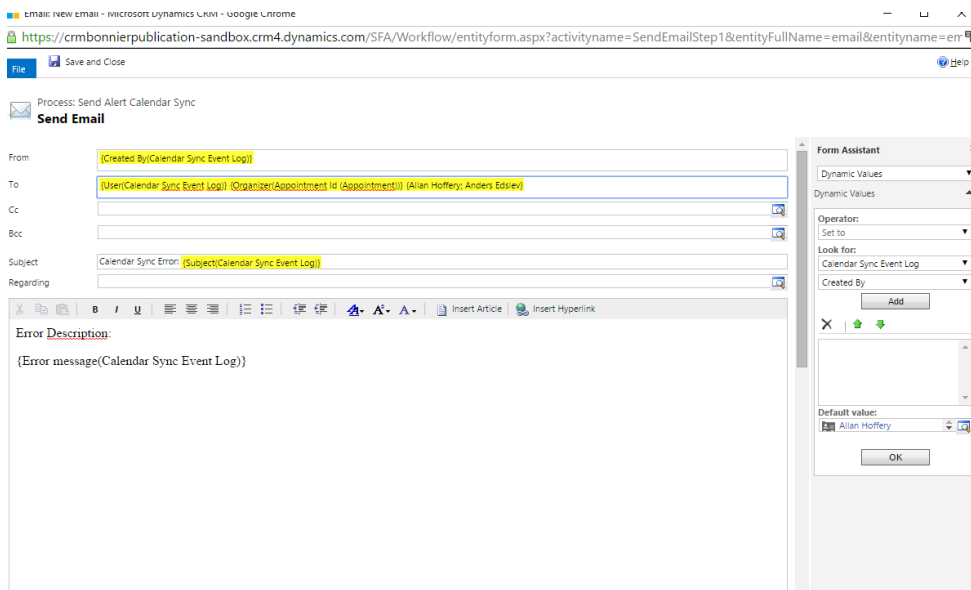 Email: New Email - Microsoft Dynamics CRM - Google Chrome
https://crmbonnierpublication-sandbox.crm4.dynamics.com/SFA/Workflow/entityform.aspx?activityname=SendEmailStep1&entityFullName=email&entityname=em
File
Save and Close
Help
Process: Send Alert Calendar Sync
Send Email
From
{Created By(Calendar Sync Event Log)}
To
{User(Calendar Sync Event Log)} {Organizer(Appointment Id (Appointment))} {Allan Hoffery; Anders Edslev}
Cc
Bcc
Subject
Calendar Sync Error: {Subject(Calendar Sync Event Log)}
Regarding
B I U
A A A
Insert Article
Insert Hyperlink
Error Description:
{Error message(Calendar Sync Event Log)}
Form Assistant
Dynamic Values
Dynamic Values
Operator:
Set to
Look for:
Calendar Sync Event Log
Created By
Add
Default value:
Allan Hoffery
OK